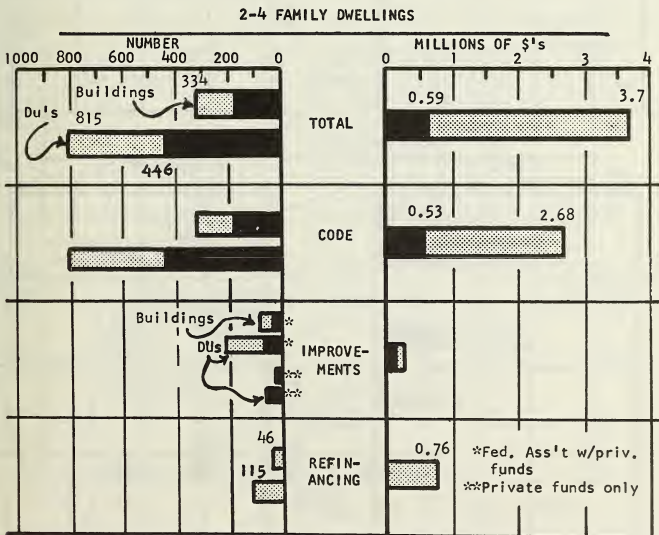 2-4 FAMILY DWELLINGS
NUMBER
MILLIONS OF $'s
1000 800 600 400 200 0
0 1 2 3 4
334
Buildings
Du's
815
446
TOTAL
0.59
3.7
CODE
0.53
2.68
Buildings
*
DUs
*
**
**
IMPROVE-
MENTS
46
115
REFIN-
ANCING
0.76
*Fed. Ass't w/priv.
funds
**Private funds only